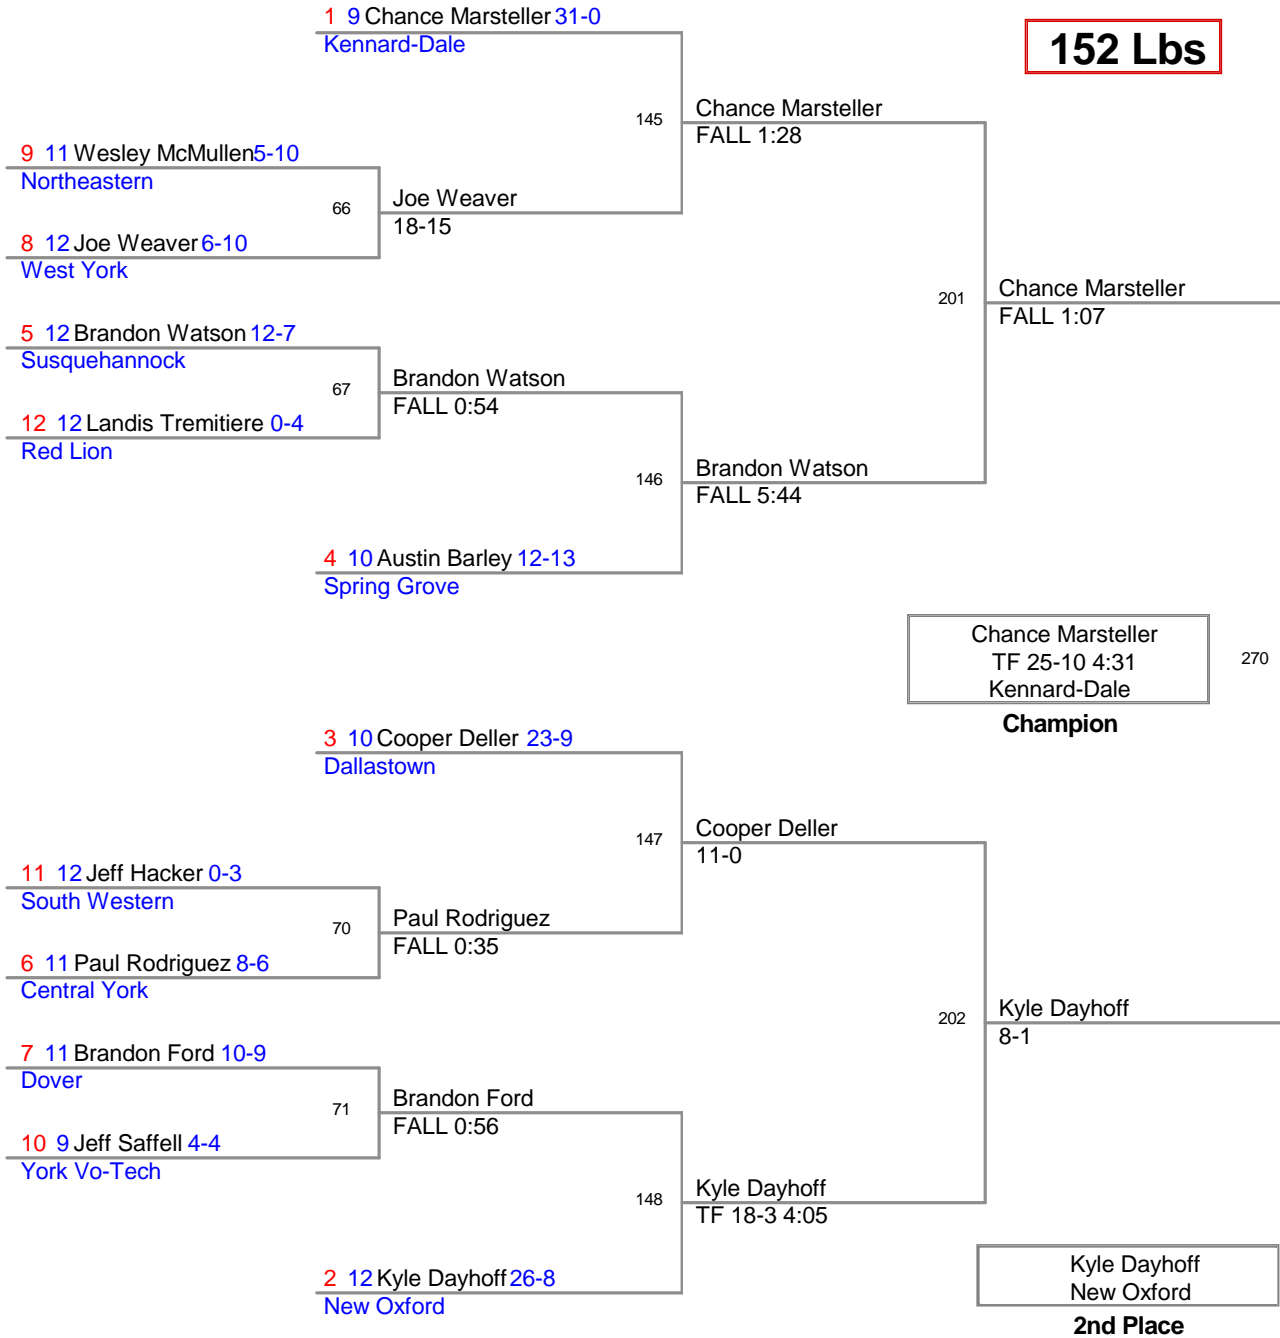 1 9 Chance Marsteller 31-0
Kennard-Dale
152 Lbs
145
Chance Marsteller
FALL 1:28
9 11 Wesley McMullen 5-10
Northeastern
66
Joe Weaver
18-15
8 12 Joe Weaver 6-10
West York
201
Chance Marsteller
FALL 1:07
5 12 Brandon Watson 12-7
Susquehannock
67
Brandon Watson
FALL 0:54
12 12 Landis Tremitiere 0-4
Red Lion
146
Brandon Watson
FALL 5:44
4 10 Austin Barley 12-13
Spring Grove
Chance Marsteller
TF 25-10 4:31
Kennard-Dale
270
Champion
3 10 Cooper Deller 23-9
Dallastown
147
Cooper Deller
11-0
11 12 Jeff Hacker 0-3
South Western
70
Paul Rodriguez
FALL 0:35
6 11 Paul Rodriguez 8-6
Central York
202
Kyle Dayhoff
8-1
7 11 Brandon Ford 10-9
Dover
71
Brandon Ford
FALL 0:56
10 9 Jeff Saffell 4-4
York Vo-Tech
148
Kyle Dayhoff
TF 18-3 4:05
2 12 Kyle Dayhoff 26-8
New Oxford
Kyle Dayhoff
New Oxford
2nd Place